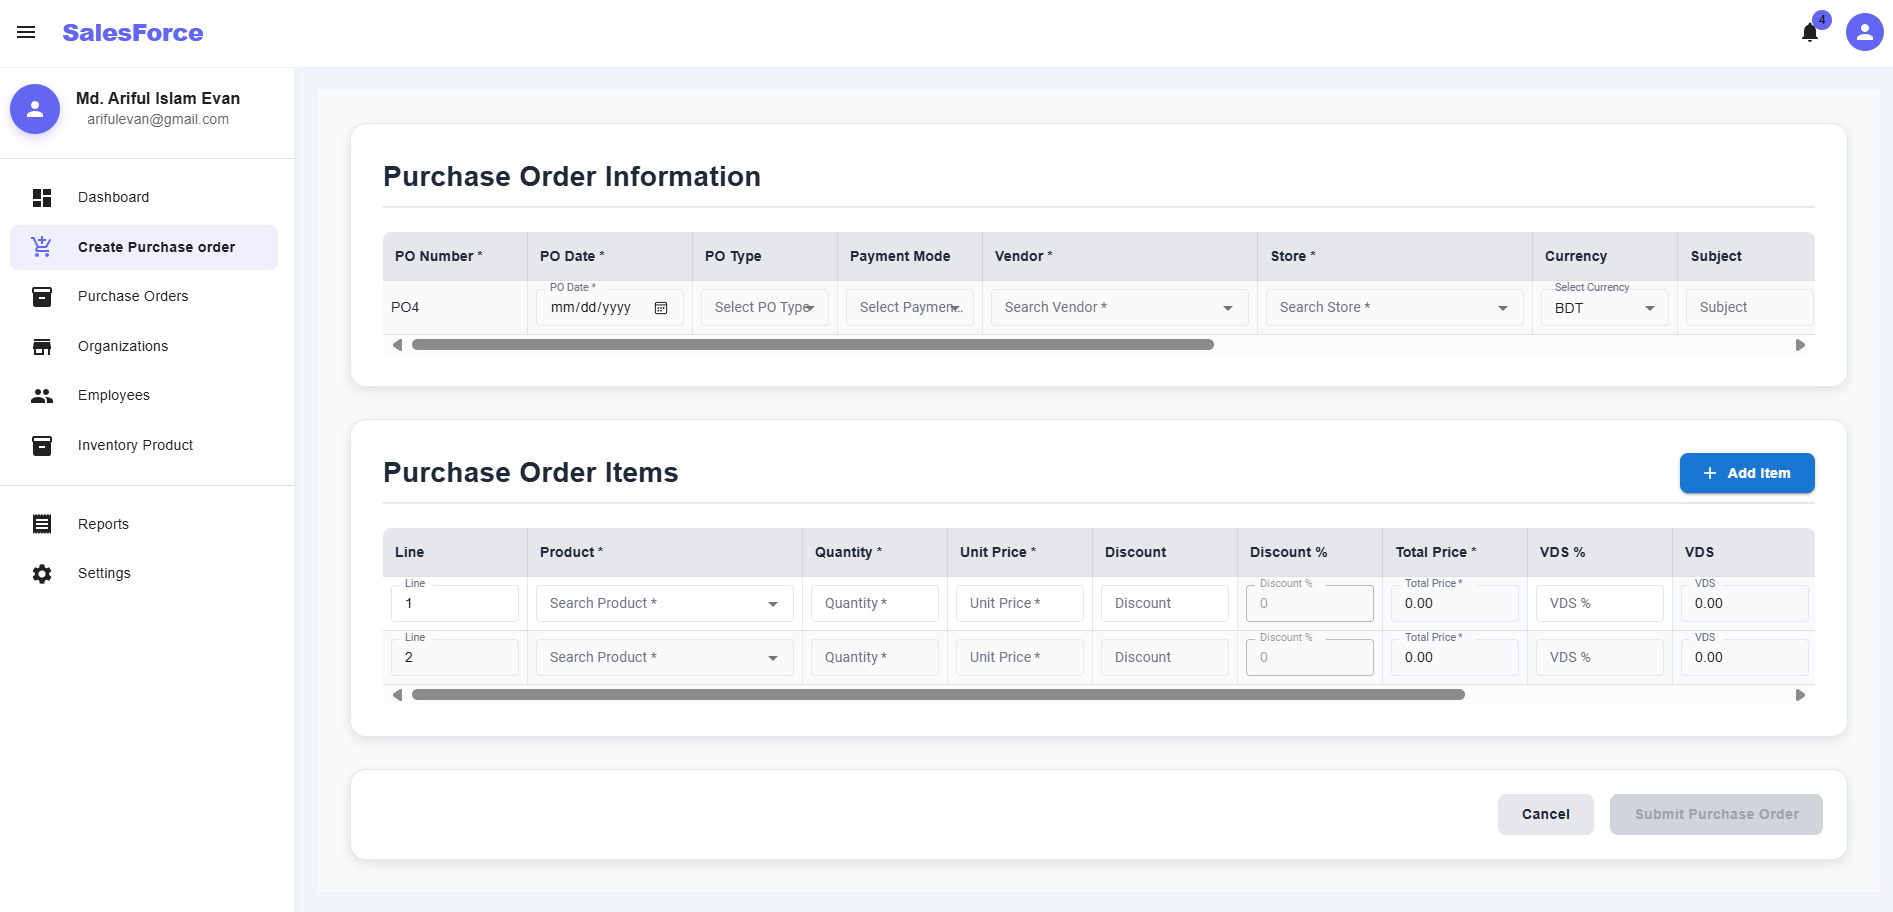 SalesForce
4
Md. Ariful Islam Evan
arifulevan@gmail.com
Dashboard
Create Purchase order
Purchase Orders
Organizations
Employees
Inventory Product
Reports
Settings
Purchase Order Information
PO Number * PO Date * PO Type Payment Mode Vendor * Store * Currency Subject
PO Date * Select Currency
PO4 mm/dd/yyyy Select PO Type Select Paymen... Search Vendor * Search Store * BDT Subject
Purchase Order Items
Add Item
Line Product * Quantity * Unit Price * Discount Discount % Total Price * VDS % VDS
Line Discount % Total Price * VDS
1 Search Product * Quantity * Unit Price * Discount 0 0.00 VDS % 0.00
Line Discount % Total Price * VDS
2 Search Product * Quantity * Unit Price * Discount 0 0.00 VDS % 0.00
Cancel Submit Purchase Order